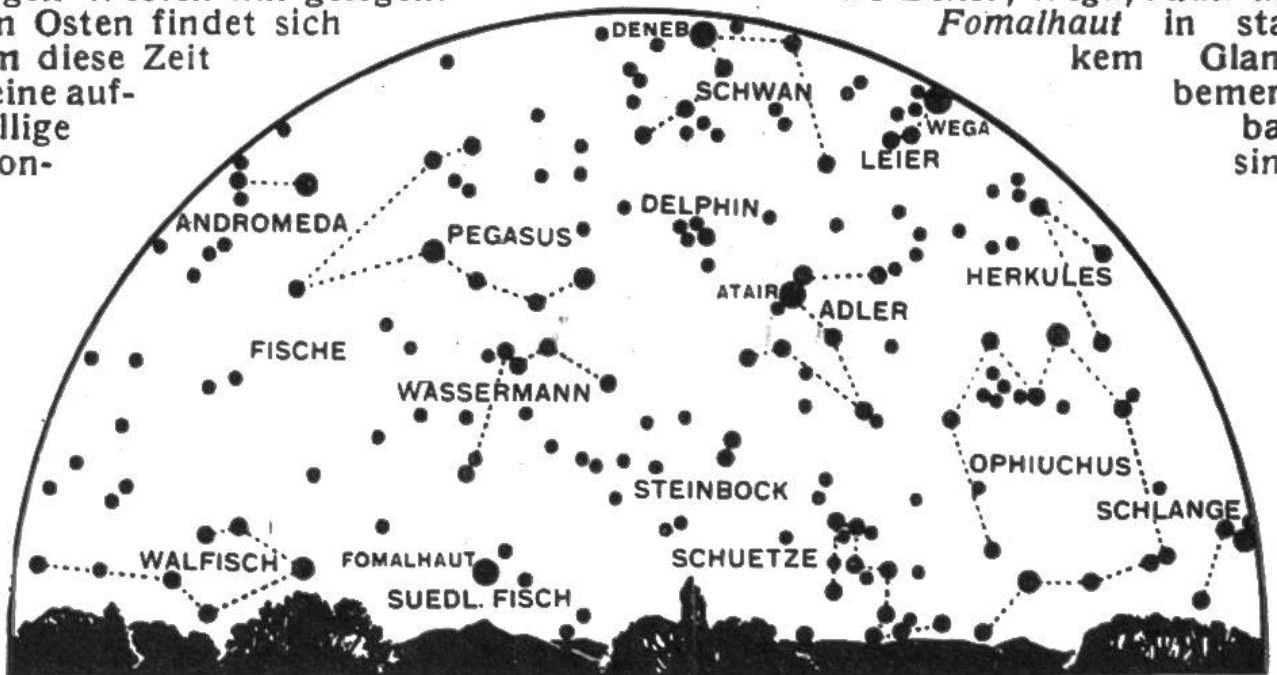 n Osten findet sich
m diese Zeit
eine auf-
llige
on-
Fomalhaut in sta
kem Glan
bemer
ba
sin
DENEB
SCHWAN
WEGA
LEIER
DELPHIN
ANDROMEDA
PEGASUS
HERKULES
ATAIR
ADLER
FISCHE
WASSERMANN
OPHIUCHUS
STEINBOCK
SCHLANGE
WALFISCH
FOMALHAUT
SCHUETZE
SUEDL. FISCH